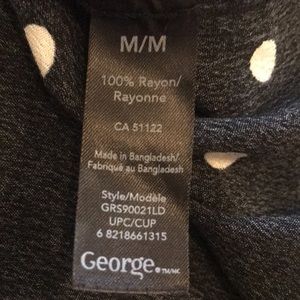 M/M
100% Rayon/
Rayonne
CA 51122
Made in Bangladesh/
Fabriqué au Bangladesh
Style/Modèle
GRS90021LD
UPC/CUP
6 8218661315
George.